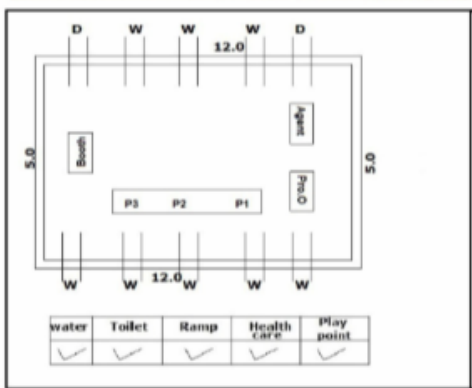 D W W W D
12.0
Agent
Booth
5.0
5.0
Pro.O
P3 P2 P1
12.0
W W W W W
water Toilet Ramp Health care Play point